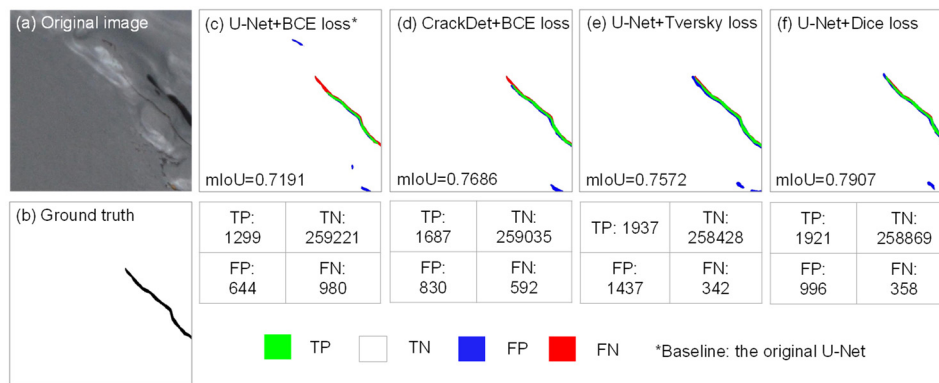 (a) Original image
(c) U-Net+BCE loss*
(d) CrackDet+BCE loss
(e) U-Net+Tversky loss
(f) U-Net+Dice loss
mIoU=0.7191
mIoU=0.7686
mIoU=0.7572
mIoU=0.7907
(b) Ground truth
TP:
1299
TN:
259221
FP:
644
FN:
980
TP:
1687
TN:
259035
FP:
830
FN:
592
TP: 1937
TN:
258428
FP:
1437
FN:
342
TP:
1921
TN:
258869
FP:
996
FN:
358
TP
TN
FP
FN
*Baseline: the original U-Net